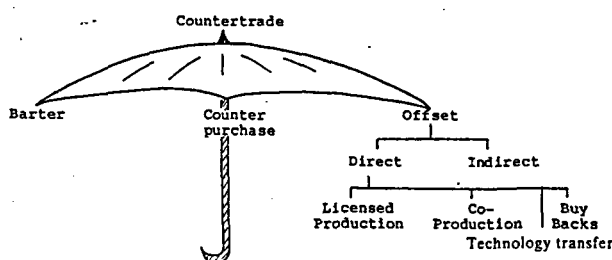 Countertrade
Barter
Counter
purchase
Offset
Direct
Indirect
Licensed
Production
Co-
Production
Buy
Backs
Technology transfer